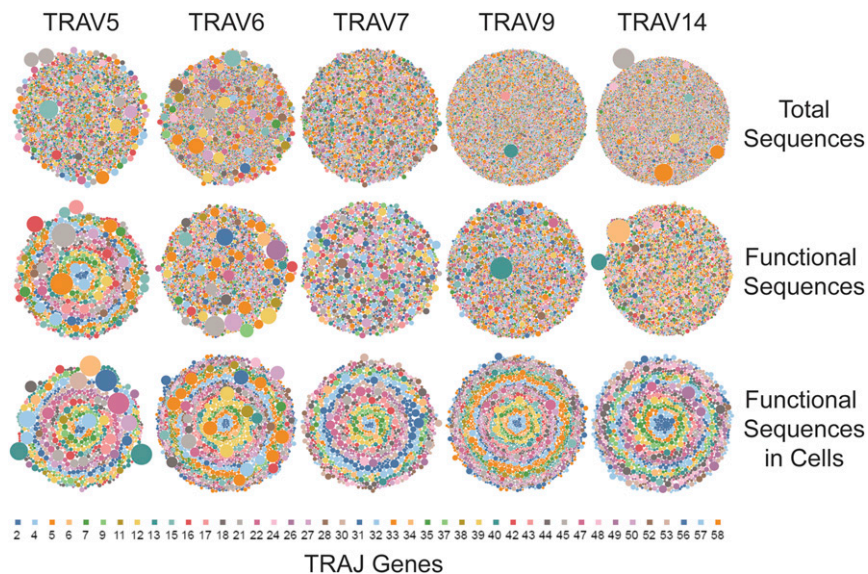 TRAV5 TRAV6 TRAV7 TRAV9 TRAV14
Total
Sequences
Functional
Sequences
Functional
Sequences
in Cells
2 4 5 6 7 9 11 12 13 15 16 17 18 21 22 24 26 27 28 30 31 32 33 34 35 37 38 39 40 42 43 44 45 47 48 49 50 52 53 56 57 58
TRAJ Genes